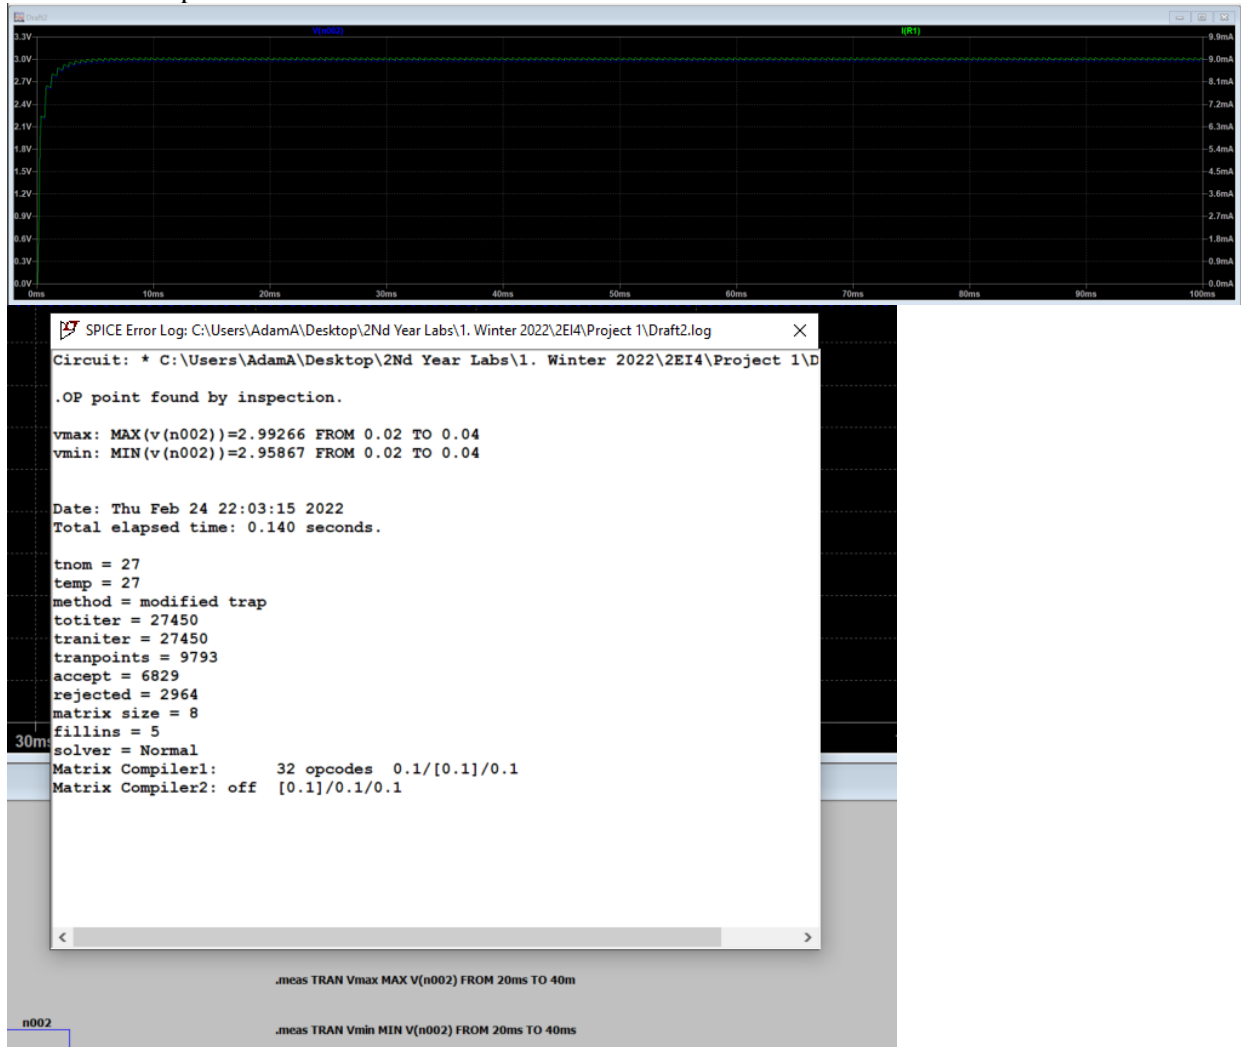 Draft2
V(n002) I(R1)
3.3V 9.9mA
3.0V 9.0mA
2.7V 8.1mA
2.4V 7.2mA
2.1V 6.3mA
1.8V 5.4mA
1.5V 4.5mA
1.2V 3.6mA
0.9V 2.7mA
0.6V 1.8mA
0.3V 0.9mA
0.0V 0.0mA
0ms 10ms 20ms 30ms 40ms 50ms 60ms 70ms 80ms 90ms 100ms
SPICE Error Log: C:\Users\AdamA\Desktop\2Nd Year Labs\1. Winter 2022\2EI4\Project 1\Draft2.log
Circuit: * C:\Users\AdamA\Desktop\2Nd Year Labs\1. Winter 2022\2EI4\Project 1\D
.OP point found by inspection.
vmax: MAX(v(n002))=2.99266 FROM 0.02 TO 0.04
vmin: MIN(v(n002))=2.95867 FROM 0.02 TO 0.04
Date: Thu Feb 24 22:03:15 2022
Total elapsed time: 0.140 seconds.
tnom = 27
temp = 27
method = modified trap
totiter = 27450
traniter = 27450
tranpoints = 9793
accept = 6829
rejected = 2964
matrix size = 8
fillins = 5
solver = Normal
Matrix Compiler1: 32 opcodes 0.1/[0.1]/0.1
Matrix Compiler2: off [0.1]/0.1/0.1
30ms
.meas TRAN Vmax MAX V(n002) FROM 20ms TO 40m
n002
.meas TRAN Vmin MIN V(n002) FROM 20ms TO 40ms